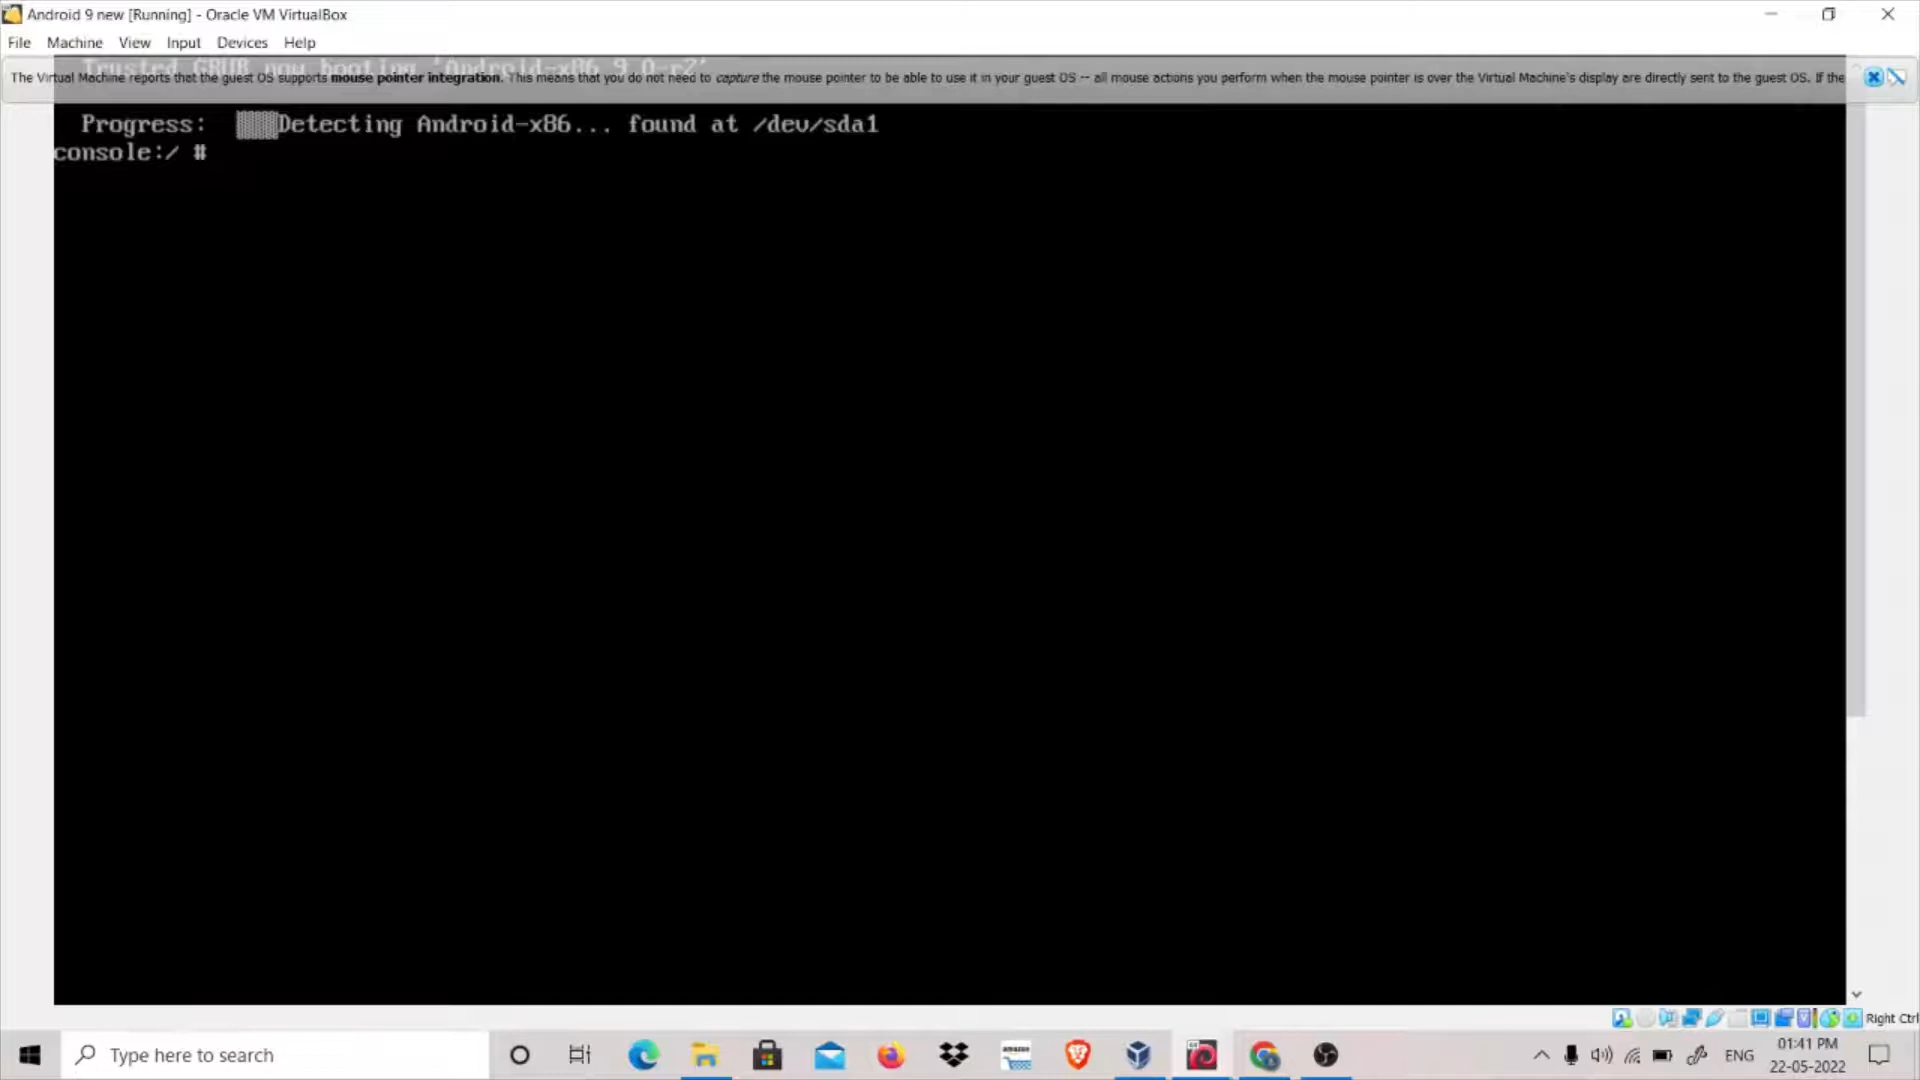 Android 9 new [Running] - Oracle VM VirtualBox
File Machine View Input Devices Help
Trusted GRUB now booting 'Android-x86 9.0-r2'
The Virtual Machine reports that the guest OS supports mouse pointer integration. This means that you do not need to capture the mouse pointer to be able to use it in your guest OS -- all mouse actions you perform when the mouse pointer is over the Virtual Machine's display are directly sent to the guest OS. If the
Progress: Detecting Android-x86... found at /dev/sda1
console:/ #
Right Ctrl
Type here to search
amazon
ENG
01:41 PM
22-05-2022